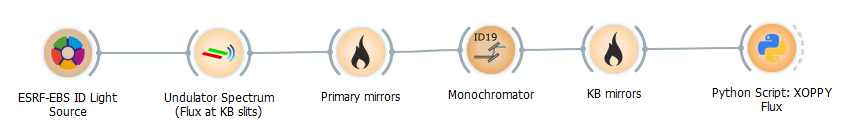 ID19
ESRF-EBS ID Light
Source
Undulator Spectrum
(Flux at KB slits)
Primary mirrors
Monochromator
KB mirrors
Python Script: XOPPY
Flux